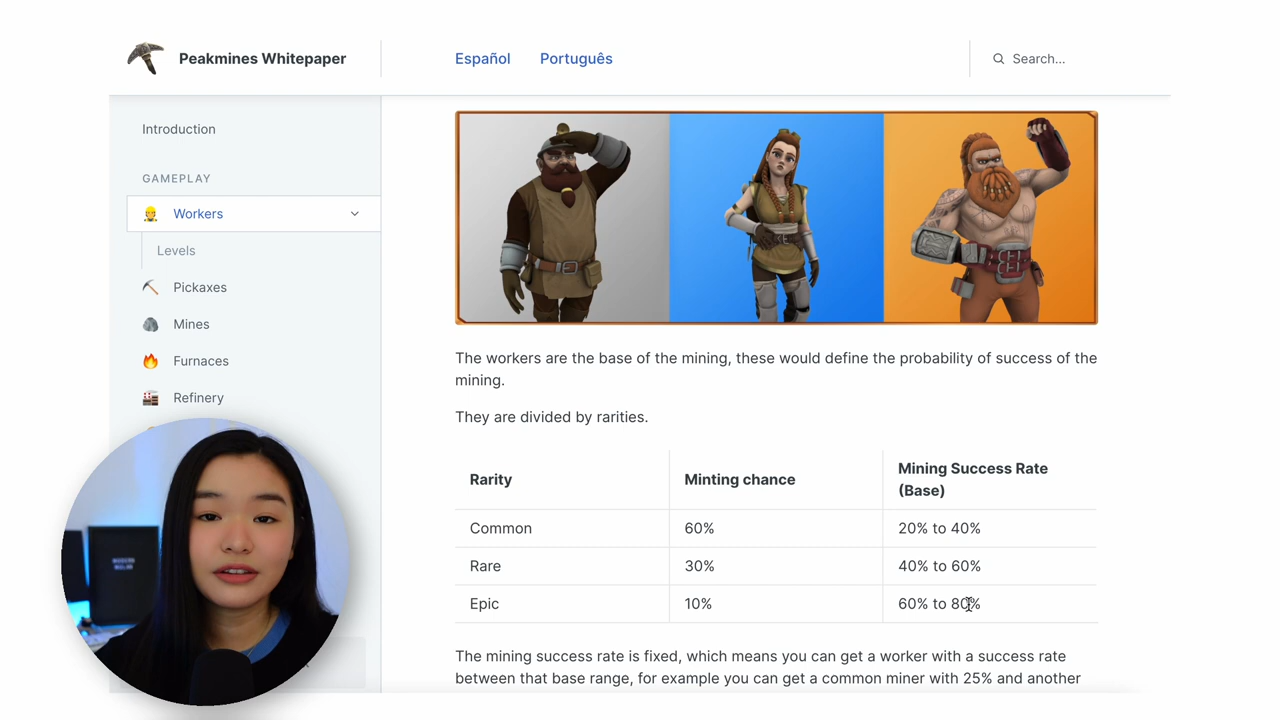 Peakmines Whitepaper
Español
Português
Search...
Introduction
GAMEPLAY
Workers
Levels
Pickaxes
Mines
Furnaces
Refinery
The workers are the base of the mining, these would define the probability of success of the
mining.
They are divided by rarities.
Rarity Minting chance Mining Success Rate
(Base)
Common 60% 20% to 40%
Rare 30% 40% to 60%
Epic 10% 60% to 80%
The mining success rate is fixed, which means you can get a worker with a success rate
between that base range, for example you can get a common miner with 25% and another